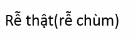 Rễ thật(rễ chùm)